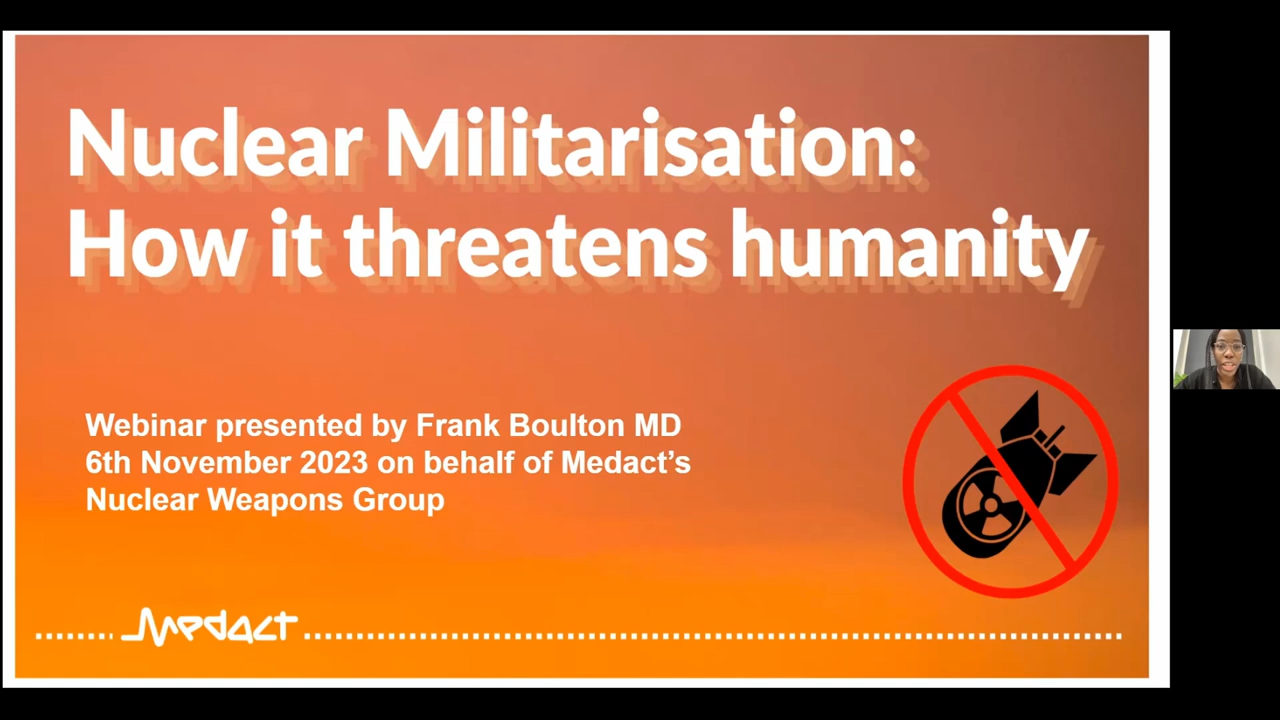 Nuclear Militarisation:
How it threatens humanity
Webinar presented by Frank Boulton MD
6th November 2023 on behalf of Medact’s
Nuclear Weapons Group
Medact